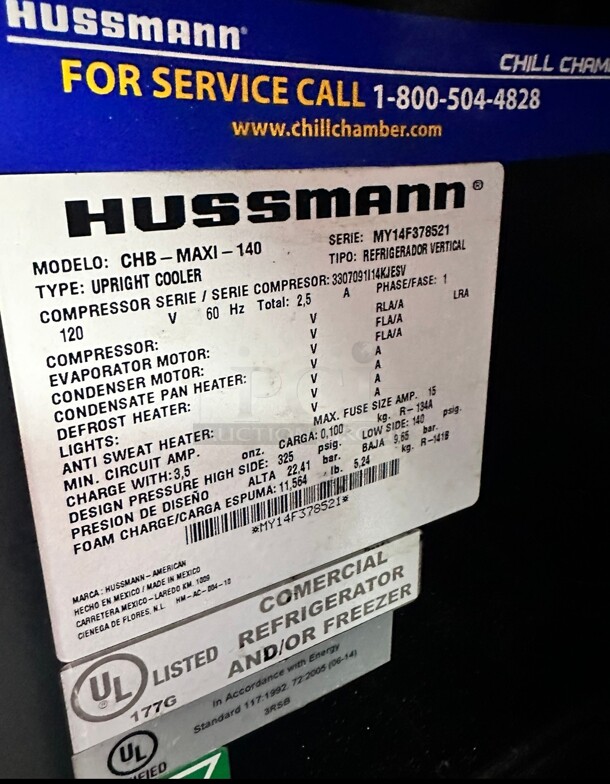 HUSSMANN®
CHILL CHAM
FOR SERVICE CALL 1-800-504-4828
www.chillchamber.com
HUSSMANN®
MODELO: CHB-MAXI-140 SERIE: MY14F378521
TYPE: UPRIGHT COOLER TIPO: REFRIGERADOR VERTICAL
COMPRESSOR SERIE / SERIE COMPRESOR: 3307091I14KJESV
120 V 60 Hz Total: 2,5 A PHASE/FASE: 1
COMPRESSOR: V RLA/A LRA
EVAPORATOR MOTOR: V FLA/A
CONDENSER MOTOR: V FLA/A
CONDENSATE PAN HEATER: V A
DEFROST HEATER: V A
LIGHTS: V A
ANTI SWEAT HEATER: V A
MIN. CIRCUIT AMP. MAX. FUSE SIZE AMP. 15
CHARGE WITH: 3,5 onz. CARGA: 0,100 kg. R-134A
DESIGN PRESSURE HIGH SIDE: 325 psig. LOW SIDE: 140 psig.
PRESION DE DISEÑO ALTA 22,41 bar. BAJA 9,65 bar.
FOAM CHARGE/CARGA ESPUMA: 11,564 lb. 5,24 kg. R-141B
*MY14F378521*
MARCA: HUSSMANN-AMERICAN
HECHO EN MEXICO / MADE IN MEXICO
CARRETERA MEXICO-LAREDO KM. 1009
CIENEGA DE FLORES, N.L. HM-AC-004-10
COMERCIAL
REFRIGERATOR
AND/OR FREEZER
UL LISTED
177G
In Accordance with Energy
Standard 117:1992, 72:2005 (06-14)
3RSB
UL